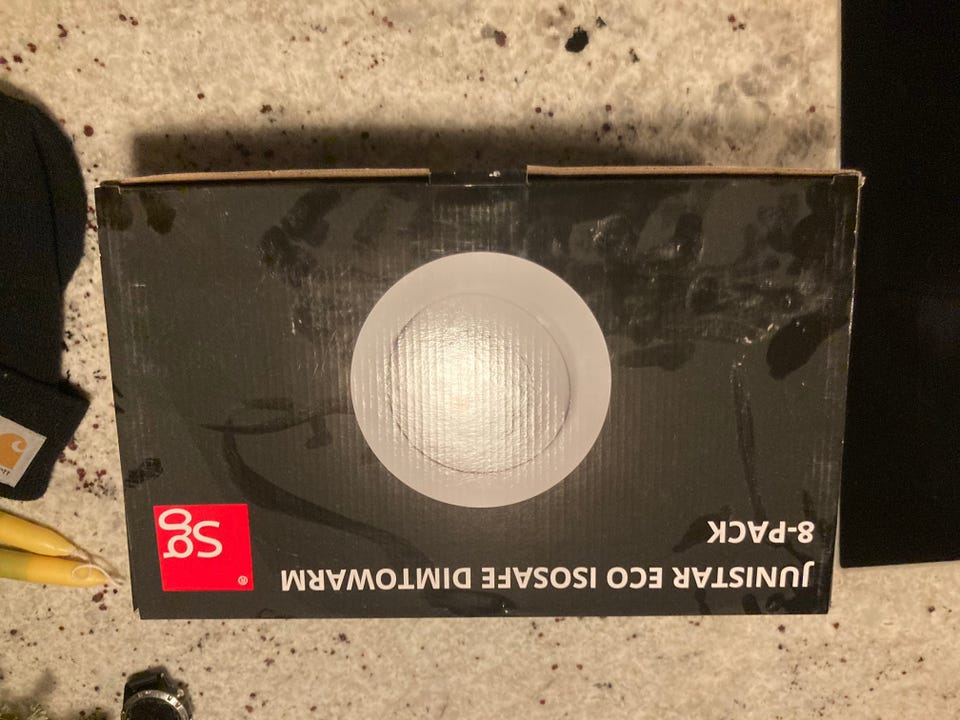 JUNISTAR ECO ISOSAFE DIMTOWARM
8-PACK
Sg
®